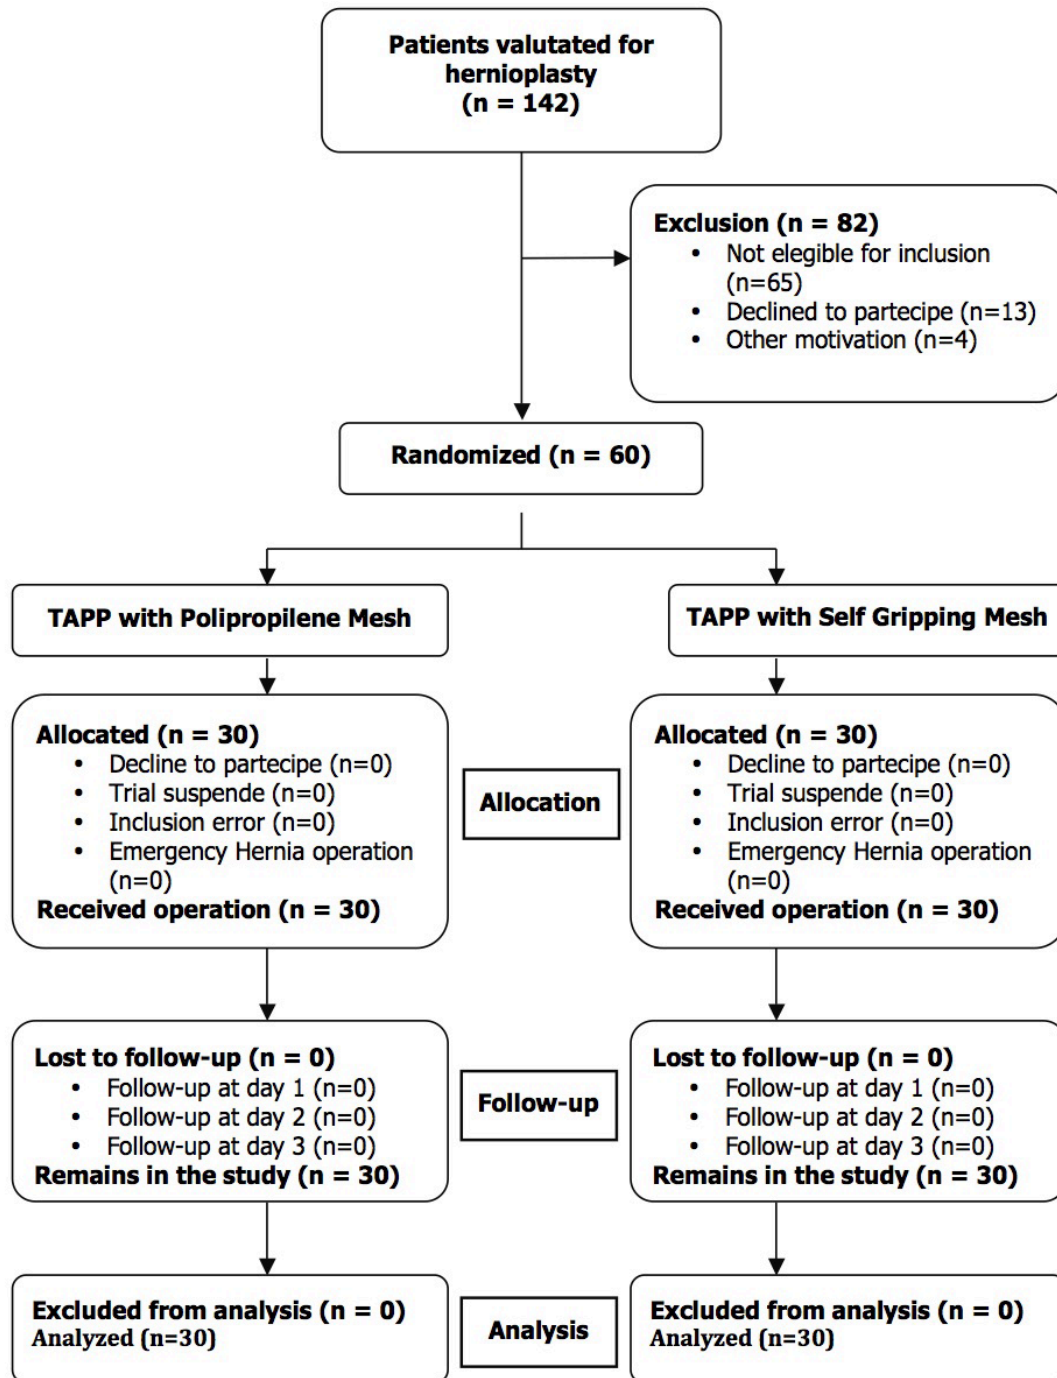 Patients valutated for
hernioplasty
(n = 142)
Exclusion (n = 82)
• Not elegible for inclusion
(n=65)
• Declined to partecipe (n=13)
• Other motivation (n=4)
Randomized (n = 60)
TAPP with Polipropilene Mesh
TAPP with Self Gripping Mesh
Allocated (n = 30)
• Decline to partecipe (n=0)
• Trial suspende (n=0)
• Inclusion error (n=0)
• Emergency Hernia operation
(n=0)
Received operation (n = 30)
Allocation
Allocated (n = 30)
• Decline to partecipe (n=0)
• Trial suspende (n=0)
• Inclusion error (n=0)
• Emergency Hernia operation
(n=0)
Received operation (n = 30)
Lost to follow-up (n = 0)
• Follow-up at day 1 (n=0)
• Follow-up at day 2 (n=0)
• Follow-up at day 3 (n=0)
Remains in the study (n = 30)
Follow-up
Lost to follow-up (n = 0)
• Follow-up at day 1 (n=0)
• Follow-up at day 2 (n=0)
• Follow-up at day 3 (n=0)
Remains in the study (n = 30)
Excluded from analysis (n = 0)
Analyzed (n=30)
Analysis
Excluded from analysis (n = 0)
Analyzed (n=30)